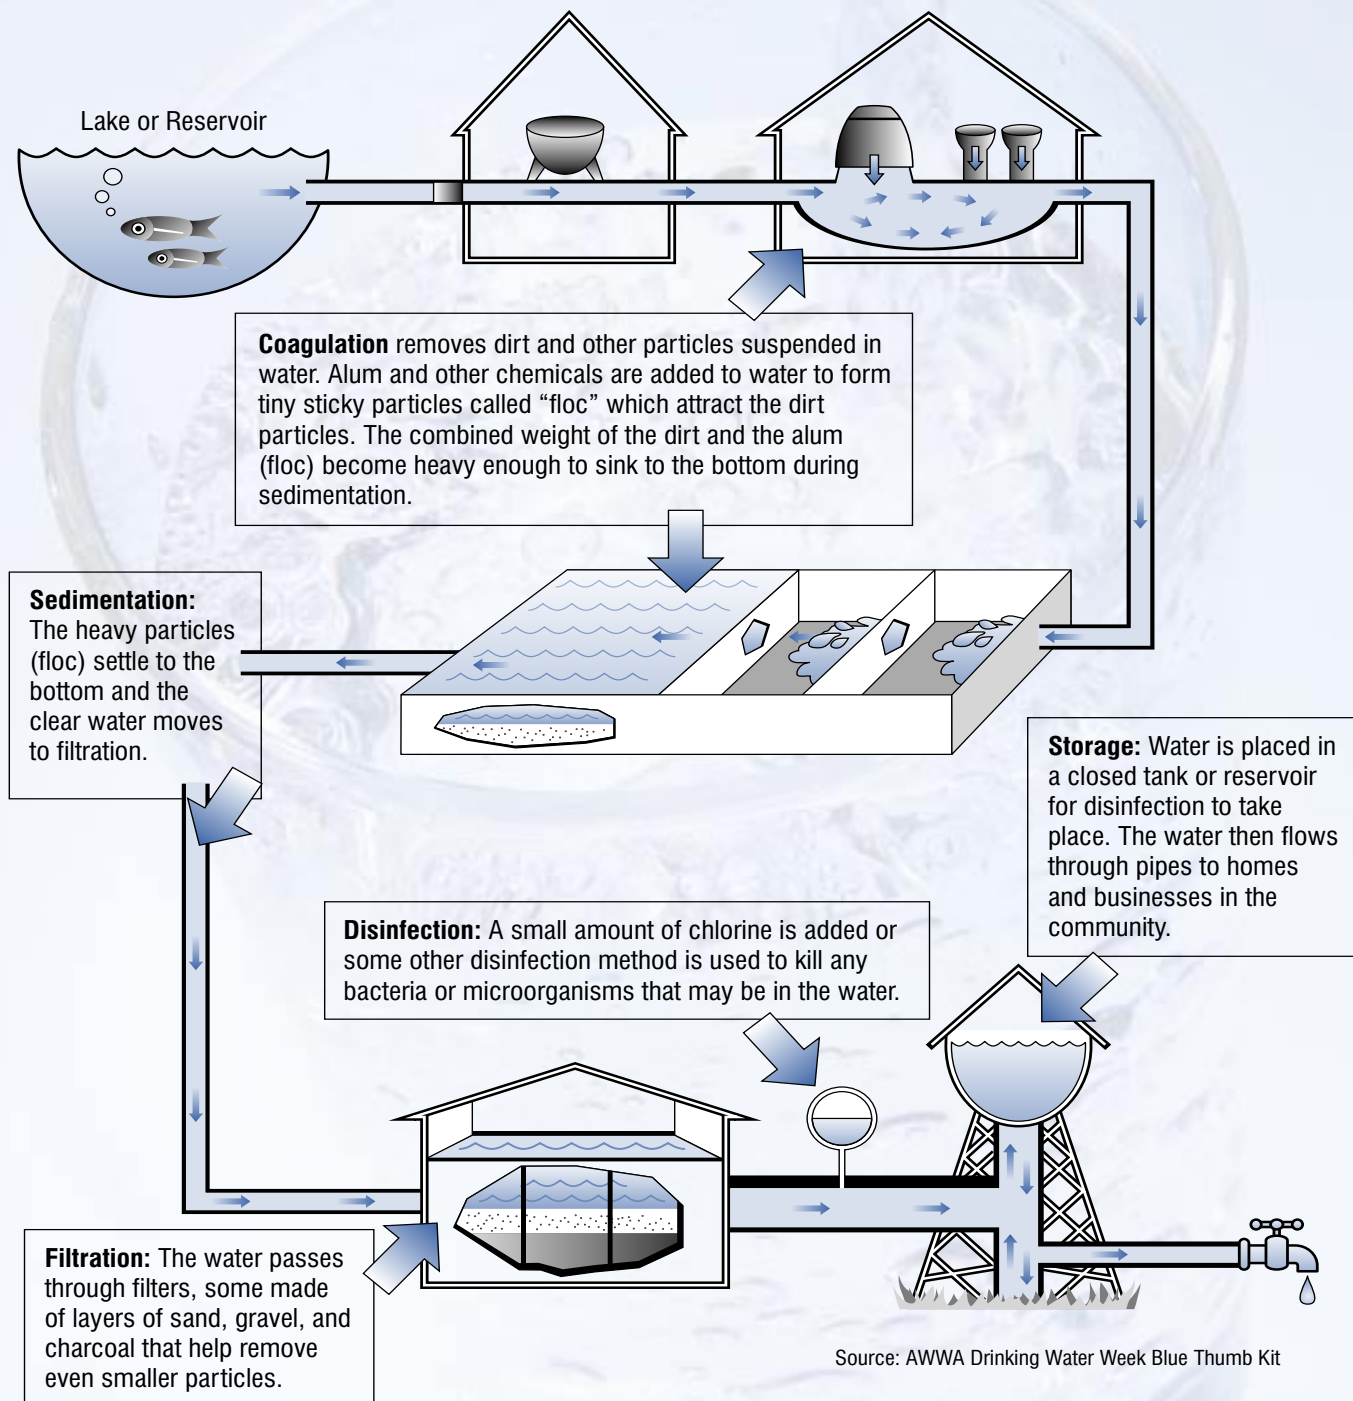 Lake or Reservoir
Coagulation removes dirt and other particles suspended in
water. Alum and other chemicals are added to water to form
tiny sticky particles called “floc” which attract the dirt
particles. The combined weight of the dirt and the alum
(floc) become heavy enough to sink to the bottom during
sedimentation.
Sedimentation:
The heavy particles
(floc) settle to the
bottom and the
clear water moves
to filtration.
Storage: Water is placed in
a closed tank or reservoir
for disinfection to take
place. The water then flows
through pipes to homes
and businesses in the
community.
Disinfection: A small amount of chlorine is added or
some other disinfection method is used to kill any
bacteria or microorganisms that may be in the water.
Filtration: The water passes
through filters, some made
of layers of sand, gravel, and
charcoal that help remove
even smaller particles.
Source: AWWA Drinking Water Week Blue Thumb Kit